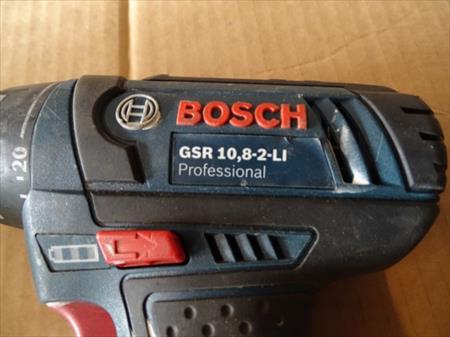 BOSCH
GSR 10,8-2-LI
Professional
20